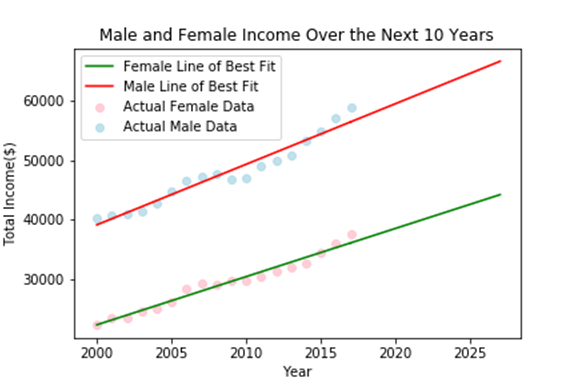 Male and Female Income Over the Next 10 Years
Female Line of Best Fit
Male Line of Best Fit
Actual Female Data
Actual Male Data
60000
50000
40000
30000
Total Income($)
2000
2005
2010
2015
2020
2025
Year